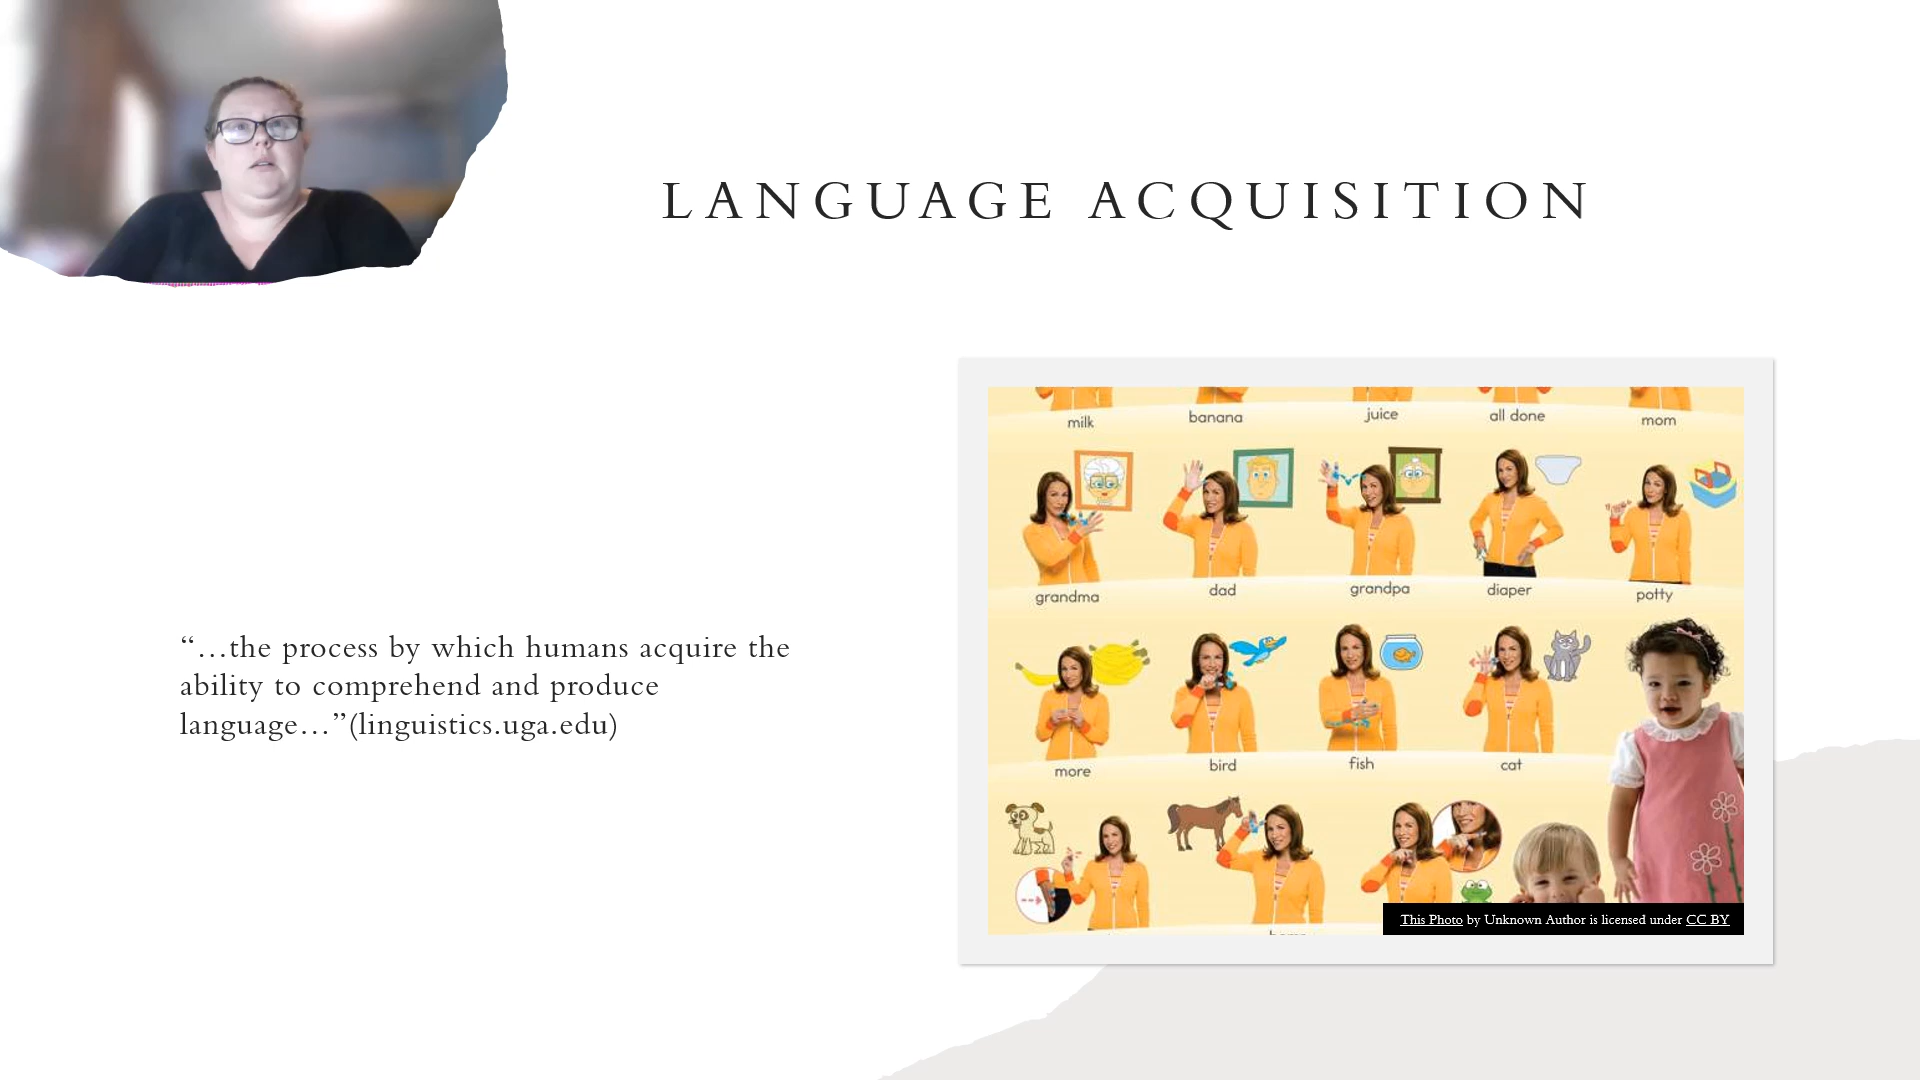 LANGUAGE ACQUISITION
“…the process by which humans acquire the
ability to comprehend and produce
language…”(linguistics.uga.edu)
milk banana juice all done mom
grandma dad grandpa diaper potty
more bird fish cat
This Photo by Unknown Author is licensed under CC BY